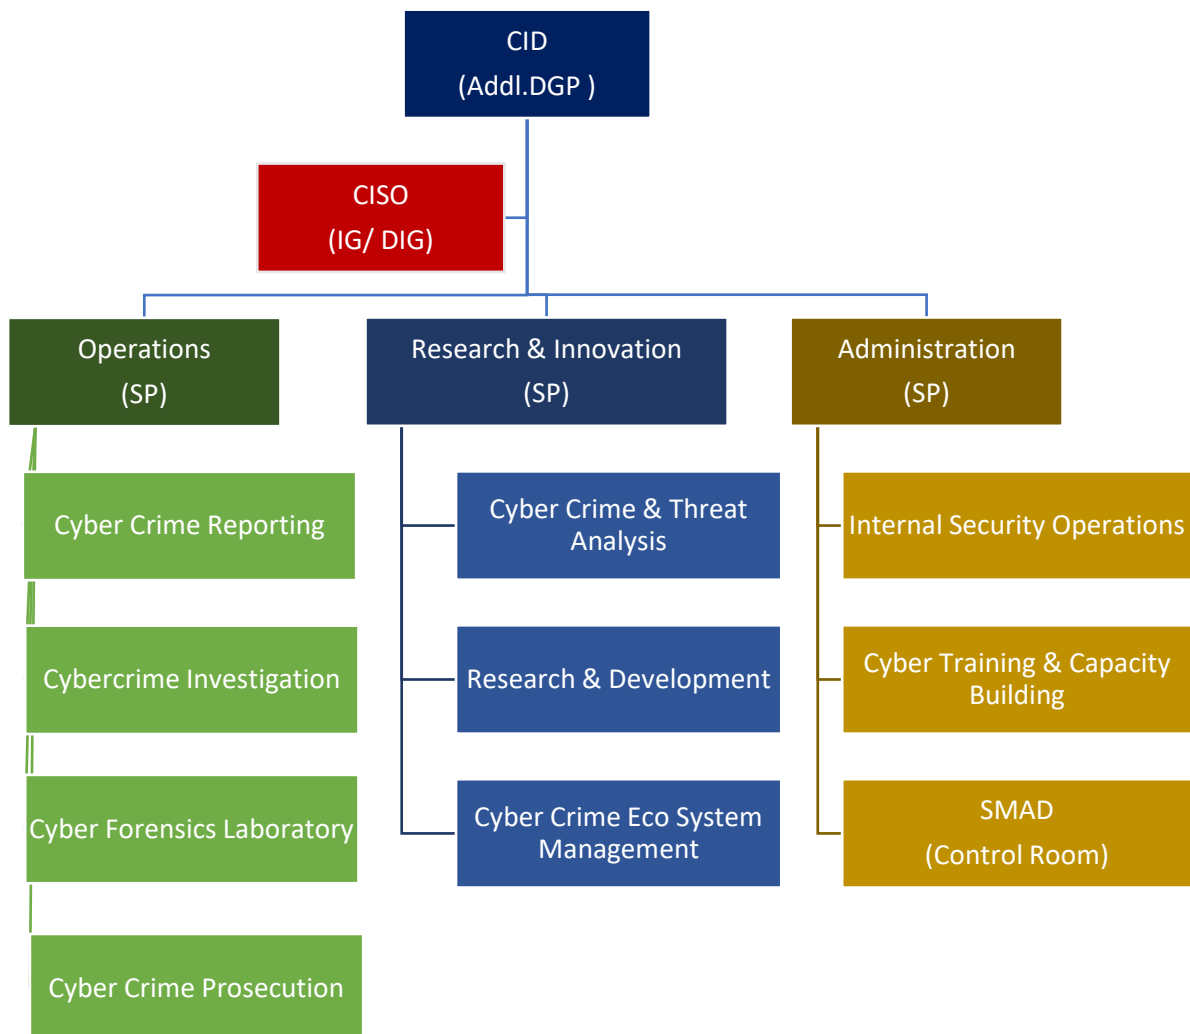 CID
(Addl.DGP )
CISO
(IG/ DIG)
Operations
(SP)
Research & Innovation
(SP)
Administration
(SP)
Cyber Crime Reporting
Cybercrime Investigation
Cyber Forensics Laboratory
Cyber Crime Prosecution
Cyber Crime & Threat
Analysis
Research & Development
Cyber Crime Eco System
Management
Internal Security Operations
Cyber Training & Capacity
Building
SMAD
(Control Room)